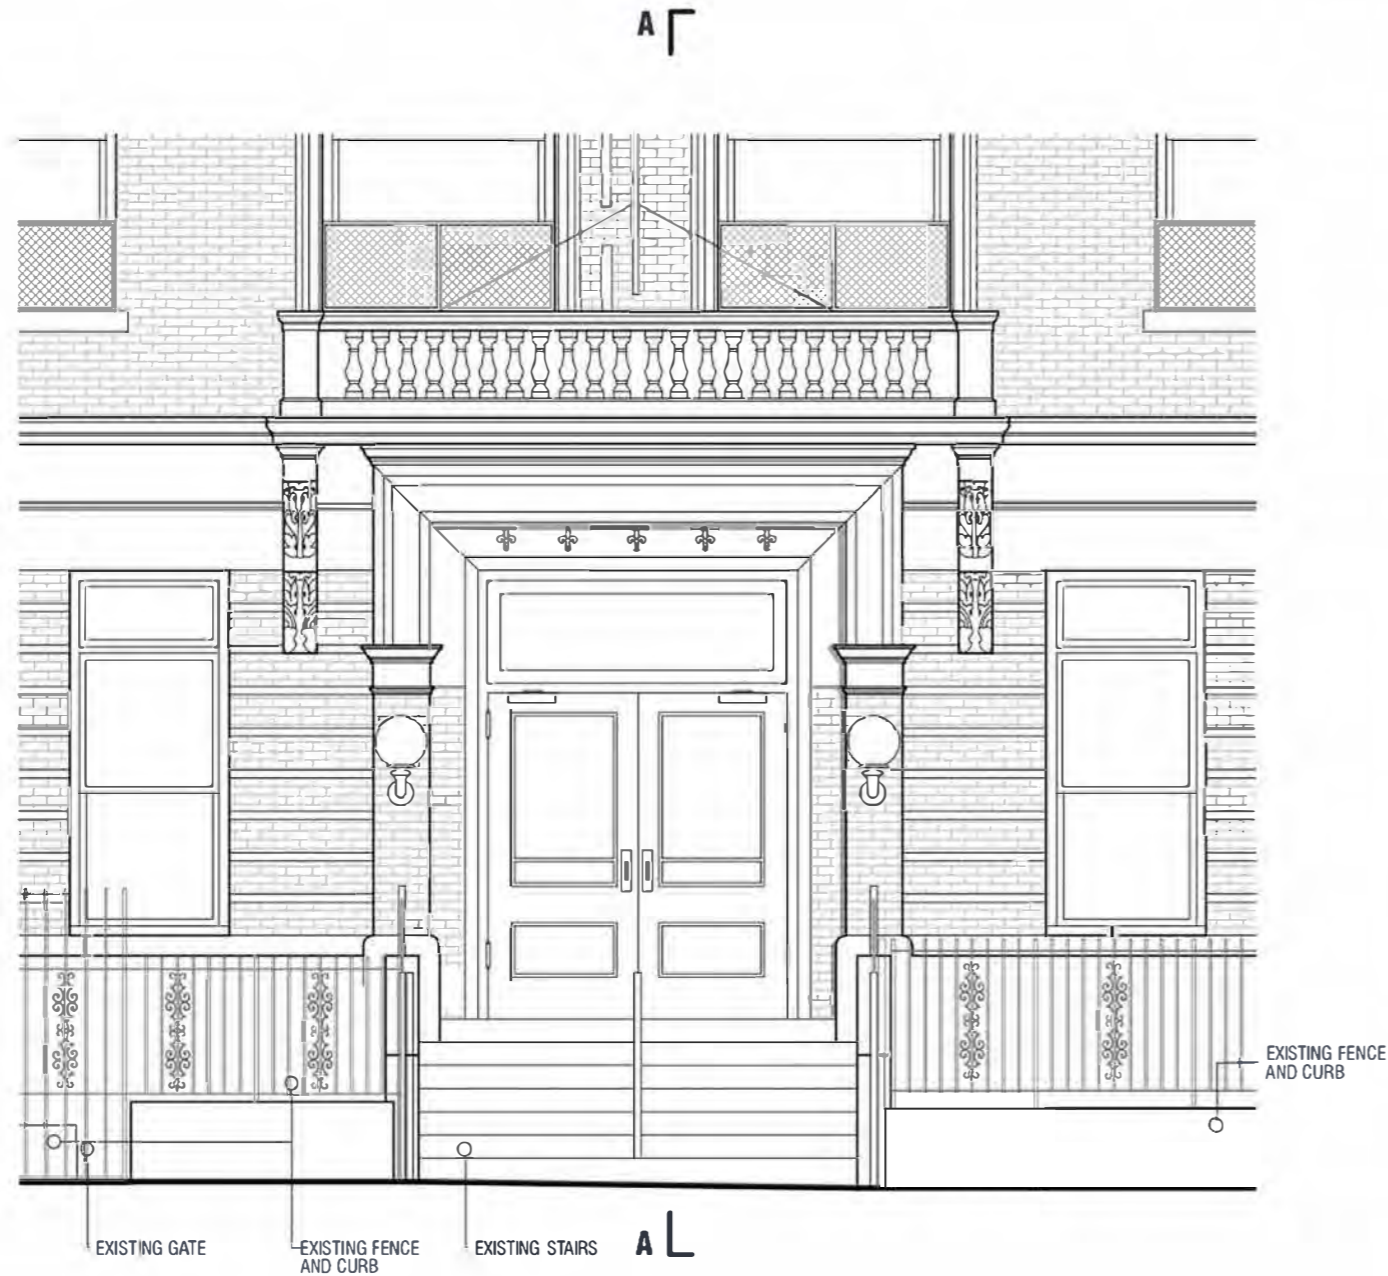 A
EXISTING FENCE
AND CURB
EXISTING GATE
EXISTING FENCE
AND CURB
EXISTING STAIRS
A